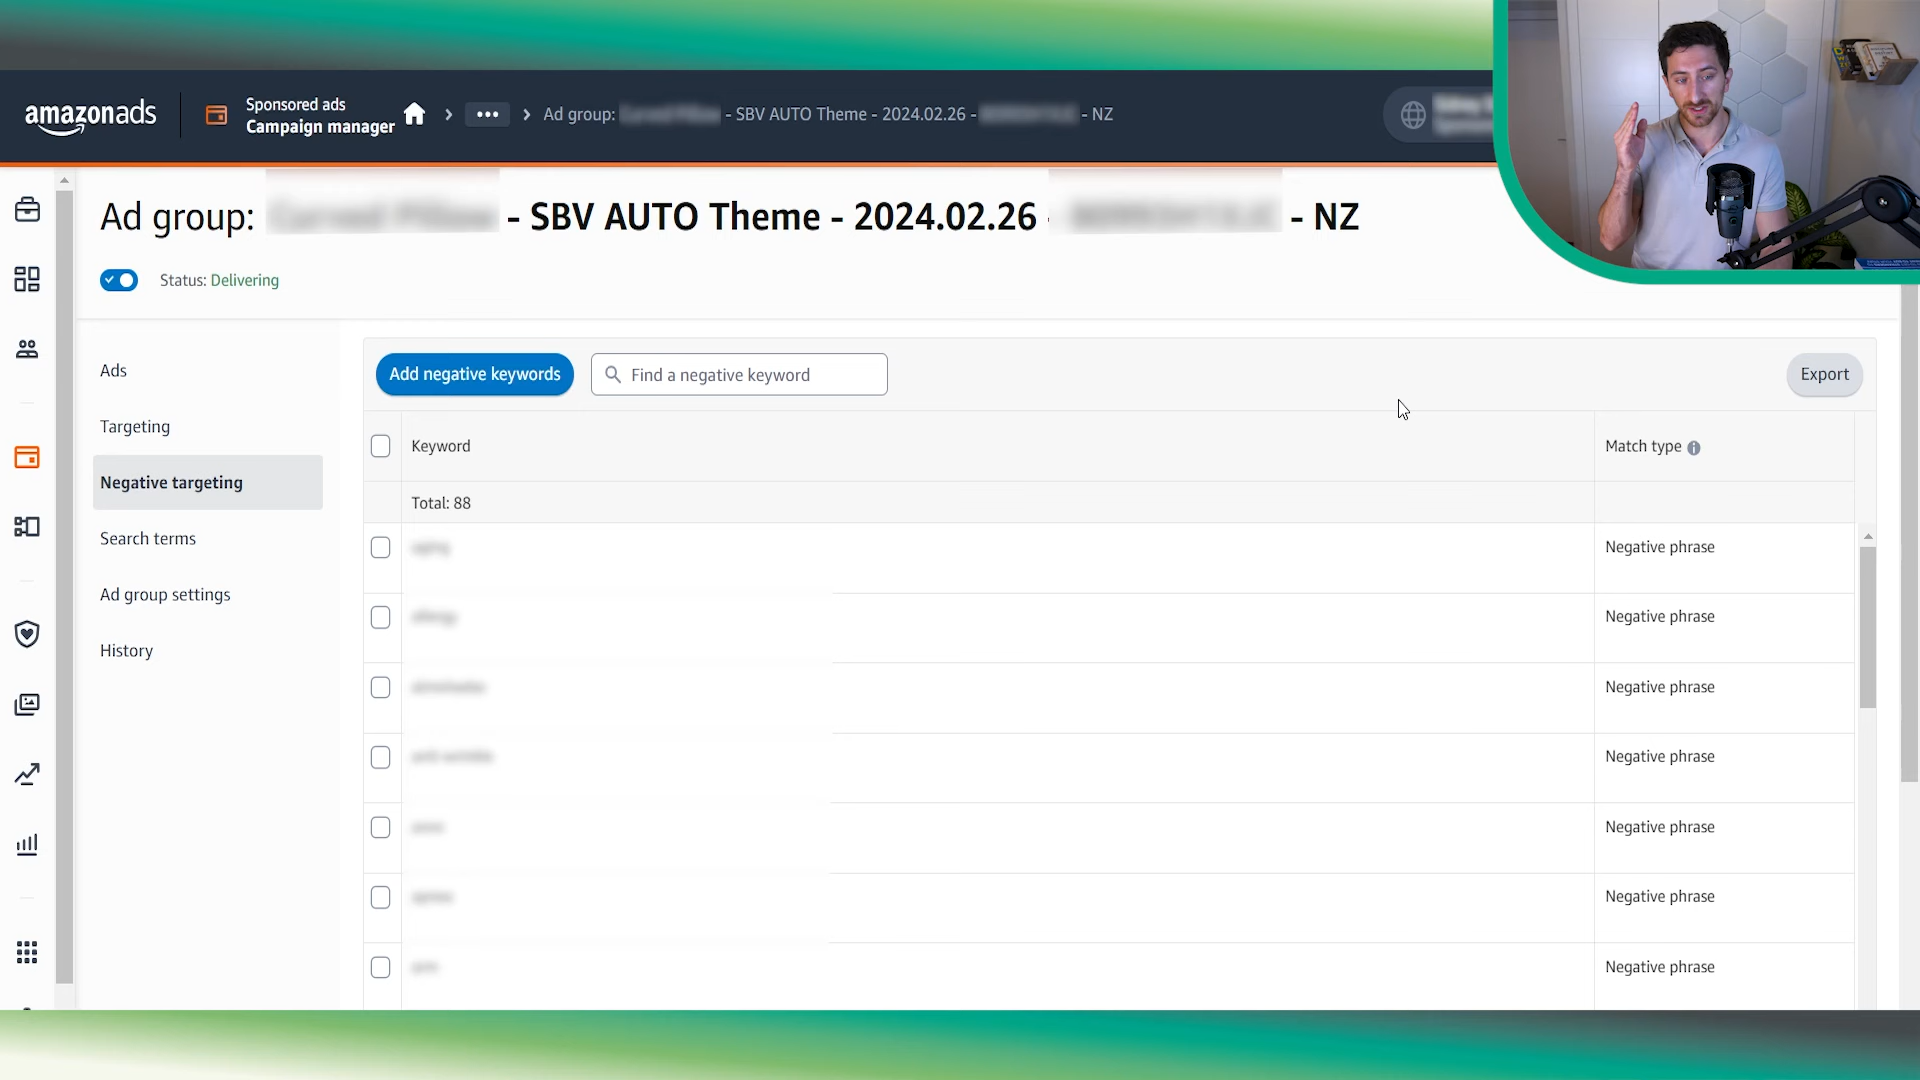 amazonads
Sponsored ads
Campaign manager
Ad group: - SBV AUTO Theme - 2024.02.26 - - NZ
Ad group: - SBV AUTO Theme - 2024.02.26 - - NZ
Status: Delivering
Ads
Targeting
Negative targeting
Search terms
Ad group settings
History
Add negative keywords
Find a negative keyword
Export
Keyword
Match type
Total: 88
Negative phrase
Negative phrase
Negative phrase
Negative phrase
Negative phrase
Negative phrase
Negative phrase